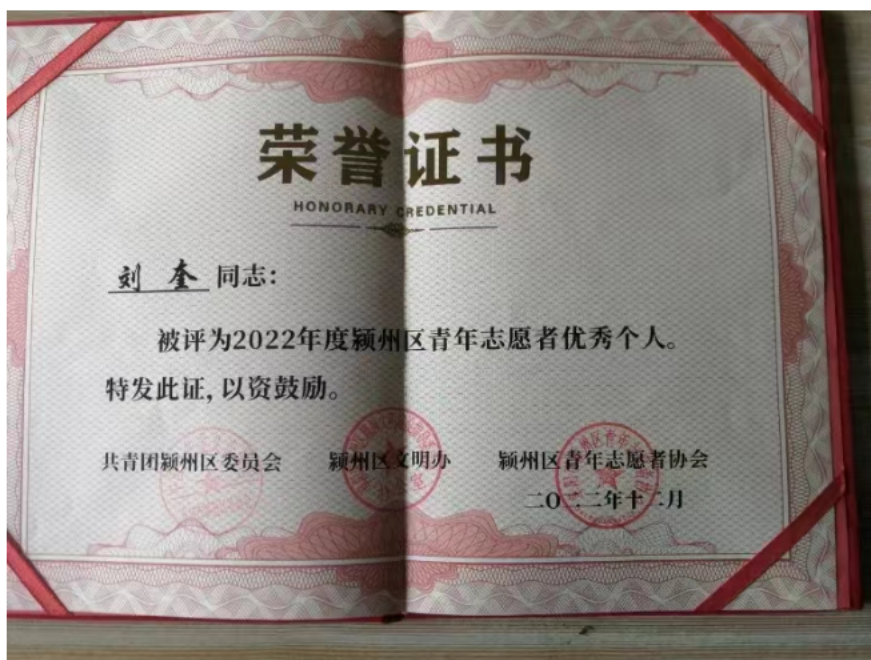 荣誉证书
HONORARY CREDENTIAL
刘 奎 同志:
被评为2022年度颍州区青年志愿者优秀个人。
特发此证,以资鼓励。
共青团颍州区委员会 颍州区文明办 颍州区青年志愿者协会
二〇二二年十二月